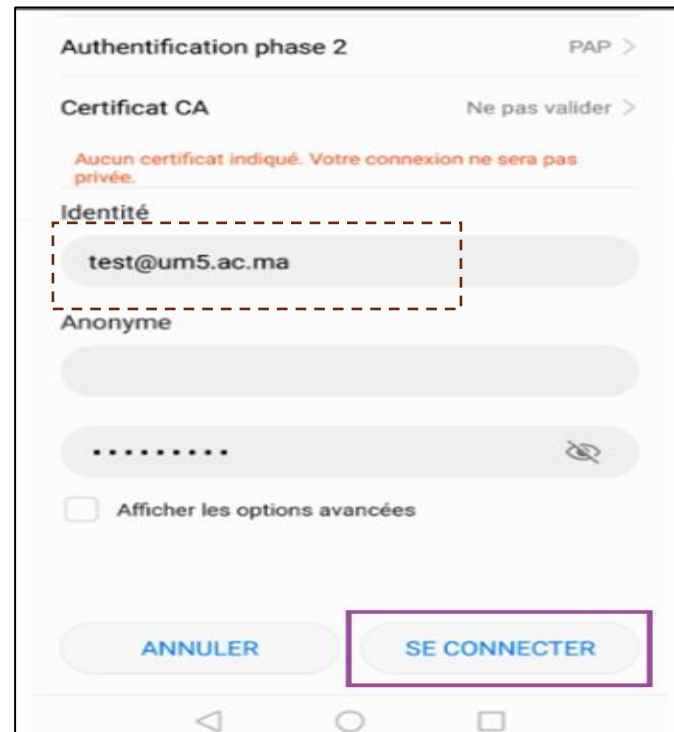 Authentification phase 2 PAP >
Certificat CA Ne pas valider >
Aucun certificat indiqué. Votre connexion ne sera pas
privée.
Identité
test@um5.ac.ma
Anonyme
•••••••••
Afficher les options avancées
ANNULER SE CONNECTER